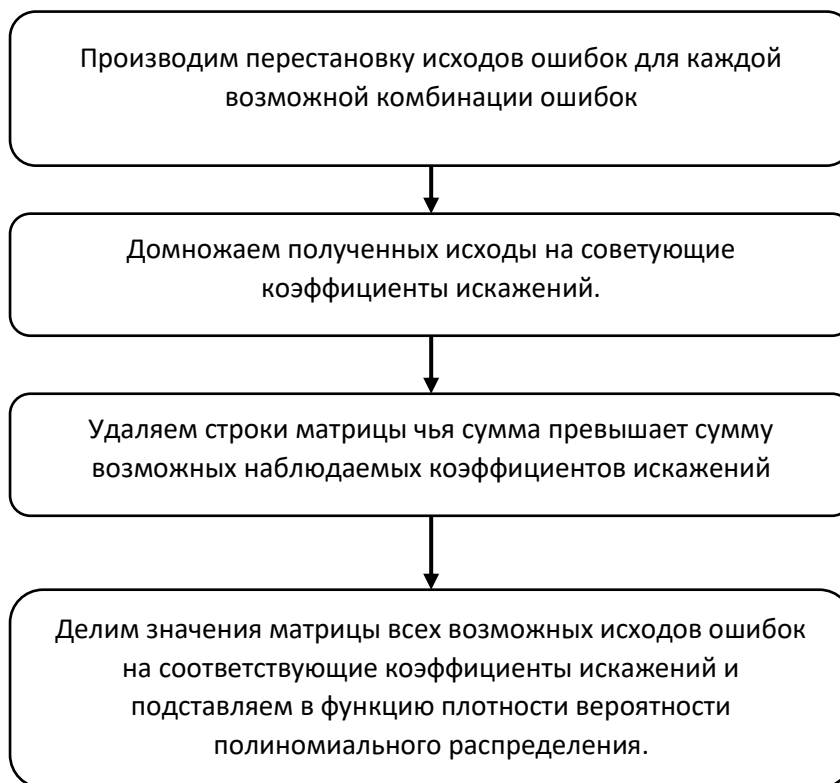 Производим перестановку исходов ошибок для каждой
возможной комбинации ошибок
Домножаем полученных исходы на советующие
коэффициенты искажений.
Удаляем строки матрицы чья сумма превышает сумму
возможных наблюдаемых коэффициентов искажений
Делим значения матрицы всех возможных исходов ошибок
на соответствующие коэффициенты искажений и
подставляем в функцию плотности вероятности
полиномиального распределения.